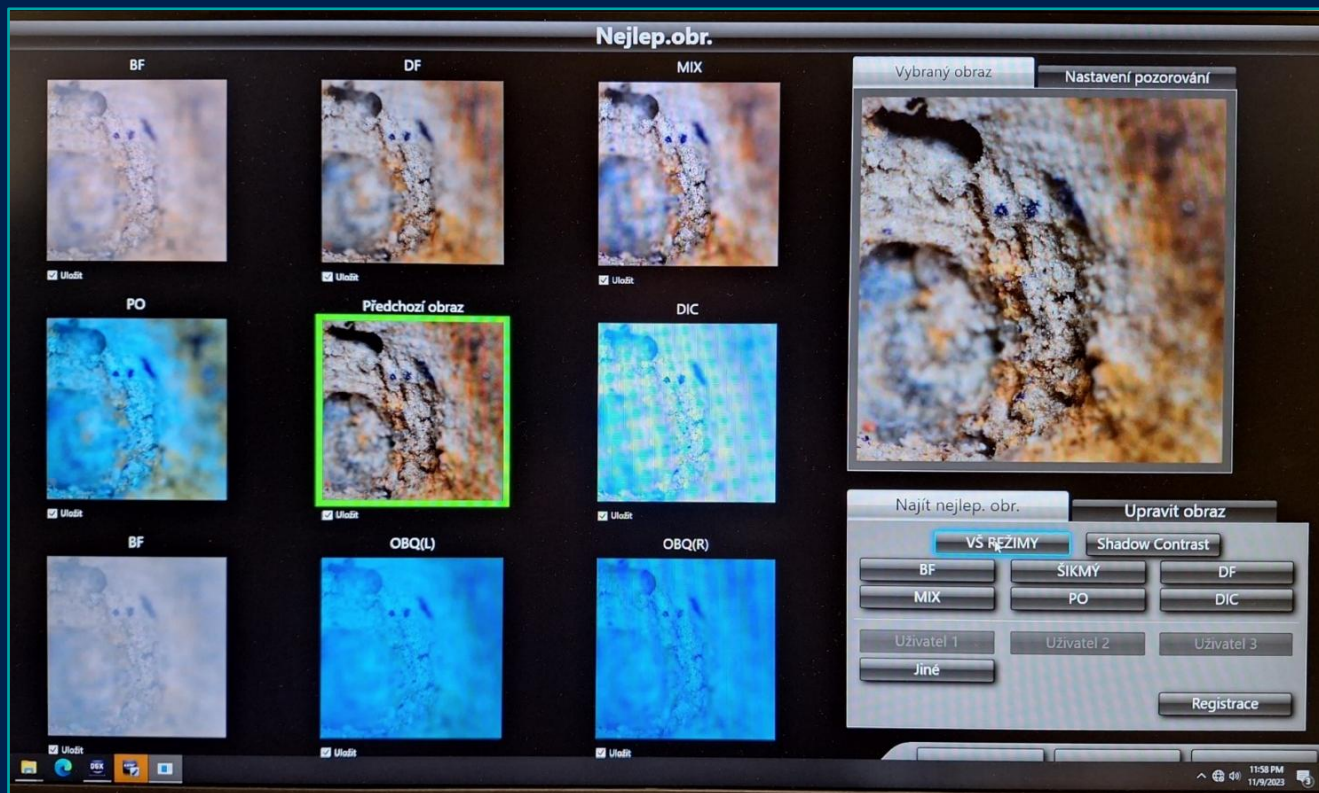 Nejlep.obr.
BF
DF
MIX
Uložit
Uložit
Uložit
PO
Předchozí obraz
DIC
Uložit
Uložit
Uložit
BF
OBQ(L)
OBQ(R)
Uložit
Uložit
Uložit
Vybraný obraz
Nastavení pozorování
Najít nejlep. obr.
Upravit obraz
VŠ REŽIMY
Shadow Contrast
BF
ŠIKMÝ
DF
MIX
PO
DIC
Uživatel 1
Uživatel 2
Uživatel 3
Jiné
Registrace
11:58 PM
11/9/2023